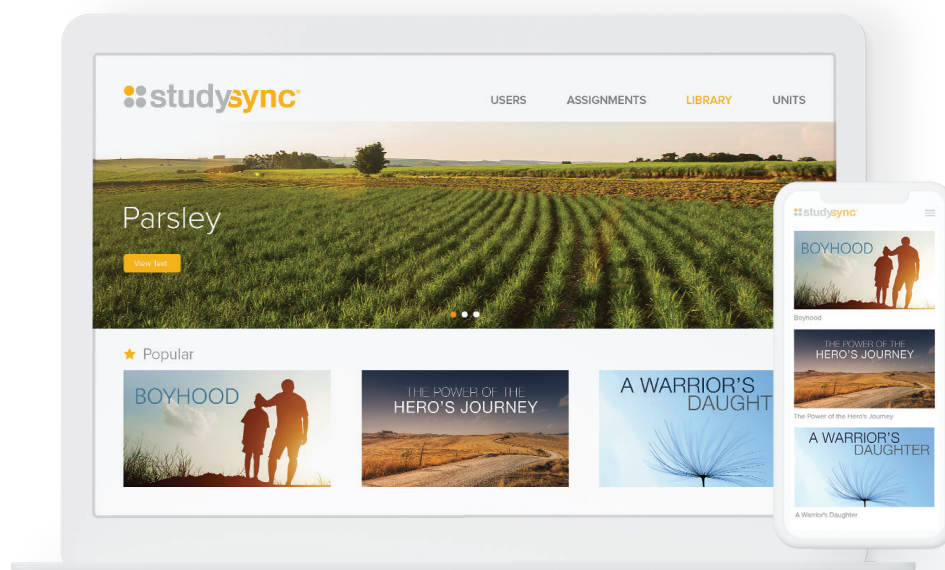 studysync
USERS ASSIGNMENTS LIBRARY UNITS
Parsley
View Text
Popular
BOYHOOD
THE POWER OF THE
HERO'S JOURNEY
A WARRIOR'S
DAUGHT
studysync
BOYHOOD
Boyhood
THE POWER OF THE
HERO'S JOURNEY
The Power of the Hero's Journey
A WARRIOR'S
DAUGHTER
A Warrior's Daughter